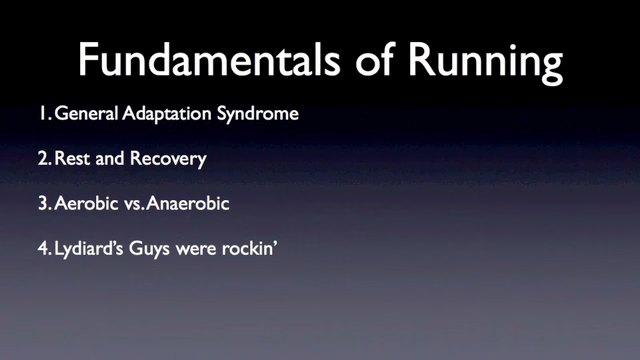 Fundamentals of Running
1. General Adaptation Syndrome
2. Rest and Recovery
3. Aerobic vs. Anaerobic
4. Lydiard’s Guys were rockin’